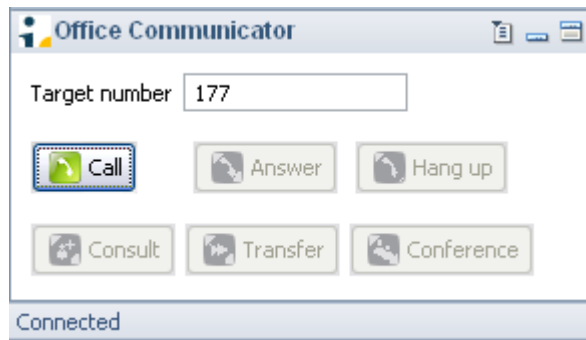 Office Communicator
Target number 177
Call Answer Hang up
Consult Transfer Conference
Connected